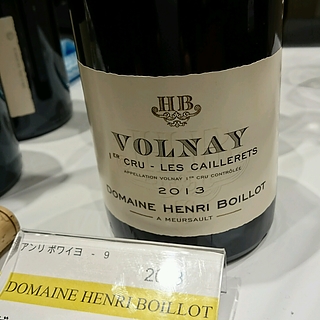 HB
VOLNAY
1ER CRU - LES CAILLERETS
APPELLATION VOLNAY 1ER CRU CONTRÔLÉE
2013
DOMAINE HENRI BOILLOT
A MEURSAULT
アンリ ボワイヨ - 9
2013
DOMAINE HENRI BOILLOT